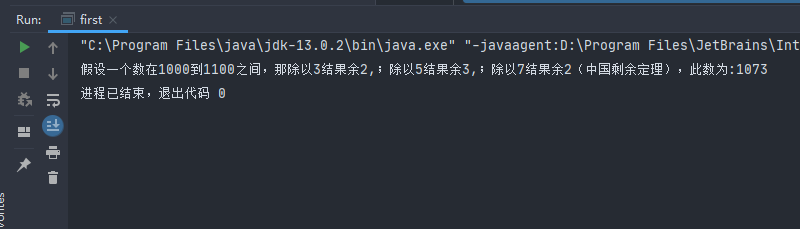 Run: first ×
"C:\Program Files\java\jdk-13.0.2\bin\java.exe" "-javaagent:D:\Program Files\JetBrains\Int
假设一个数在1000到1100之间，那除以3结果余2,；除以5结果余3,；除以7结果余2（中国剩余定理），此数为:1073
进程已结束，退出代码 0